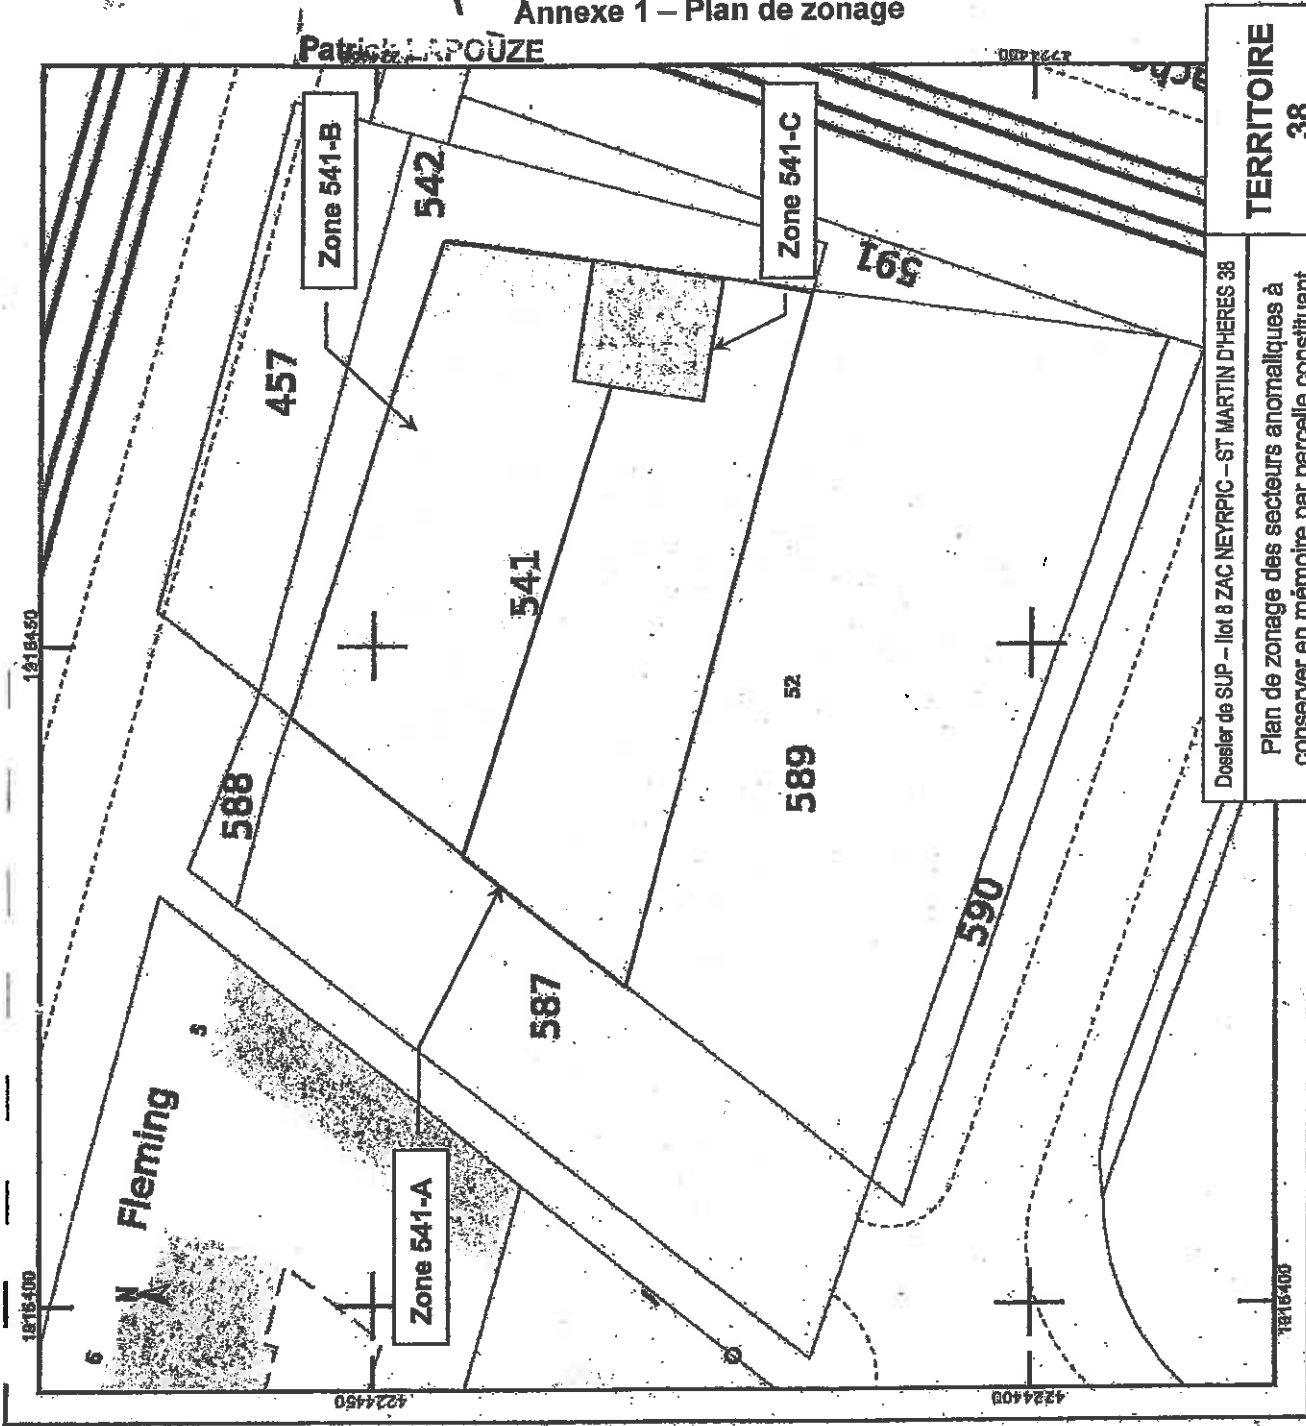 Annexe 1 – Plan de zonage
Patrick LAPOUZE
TERRITOIRE
38
Dossier de SUP – Ilot 8 ZAC NEYRPIC – ST MARTIN D'HERES 38
Plan de zonage des secteurs anomaliques à
conserver en mémoire par parcelle constituant
Zone 541-B
Zone 541-C
Zone 541-A
542
591
457
541
52
589
588
590
587
5
6
Fleming
N
1916450
1916400
1916400
4224450
4224400
4224400